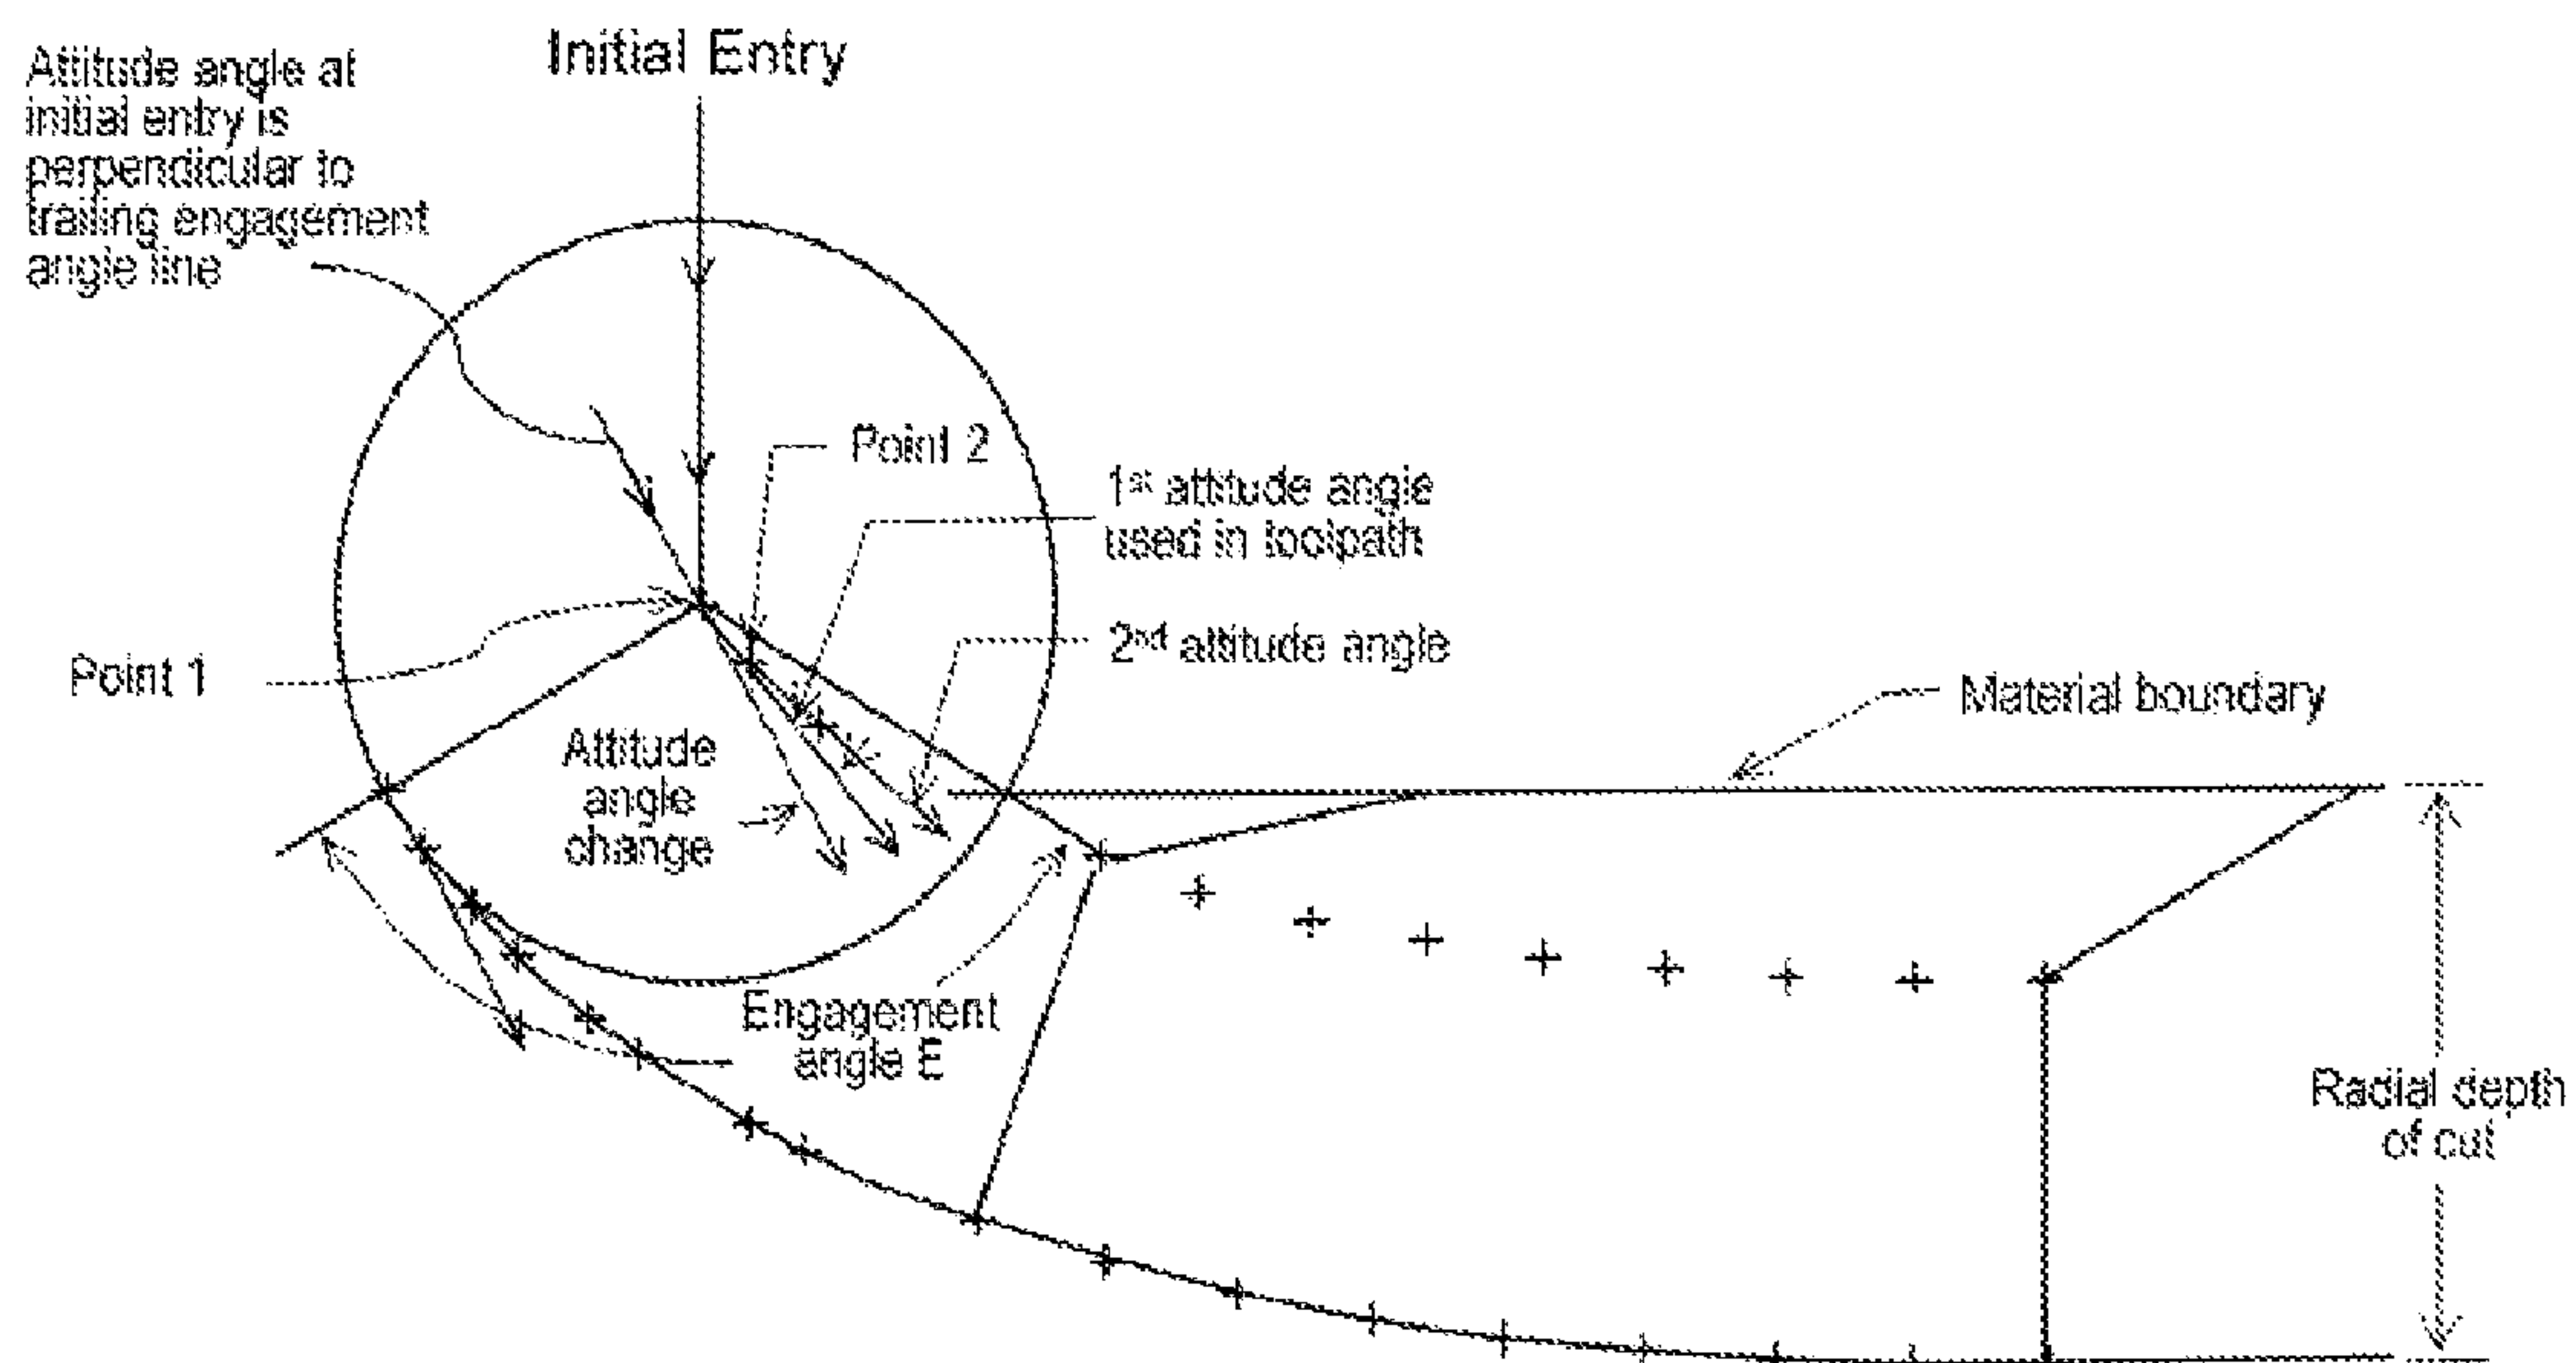 Attitude angle at
initial entry is
perpendicular to
trailing engagement
angle line
Initial Entry
Point 2
1st attitude angle
used in toolpath
2nd attitude angle
Point 1
Material boundary
Attitude
angle
change
Engagement
angle E
Radial depth
of cut